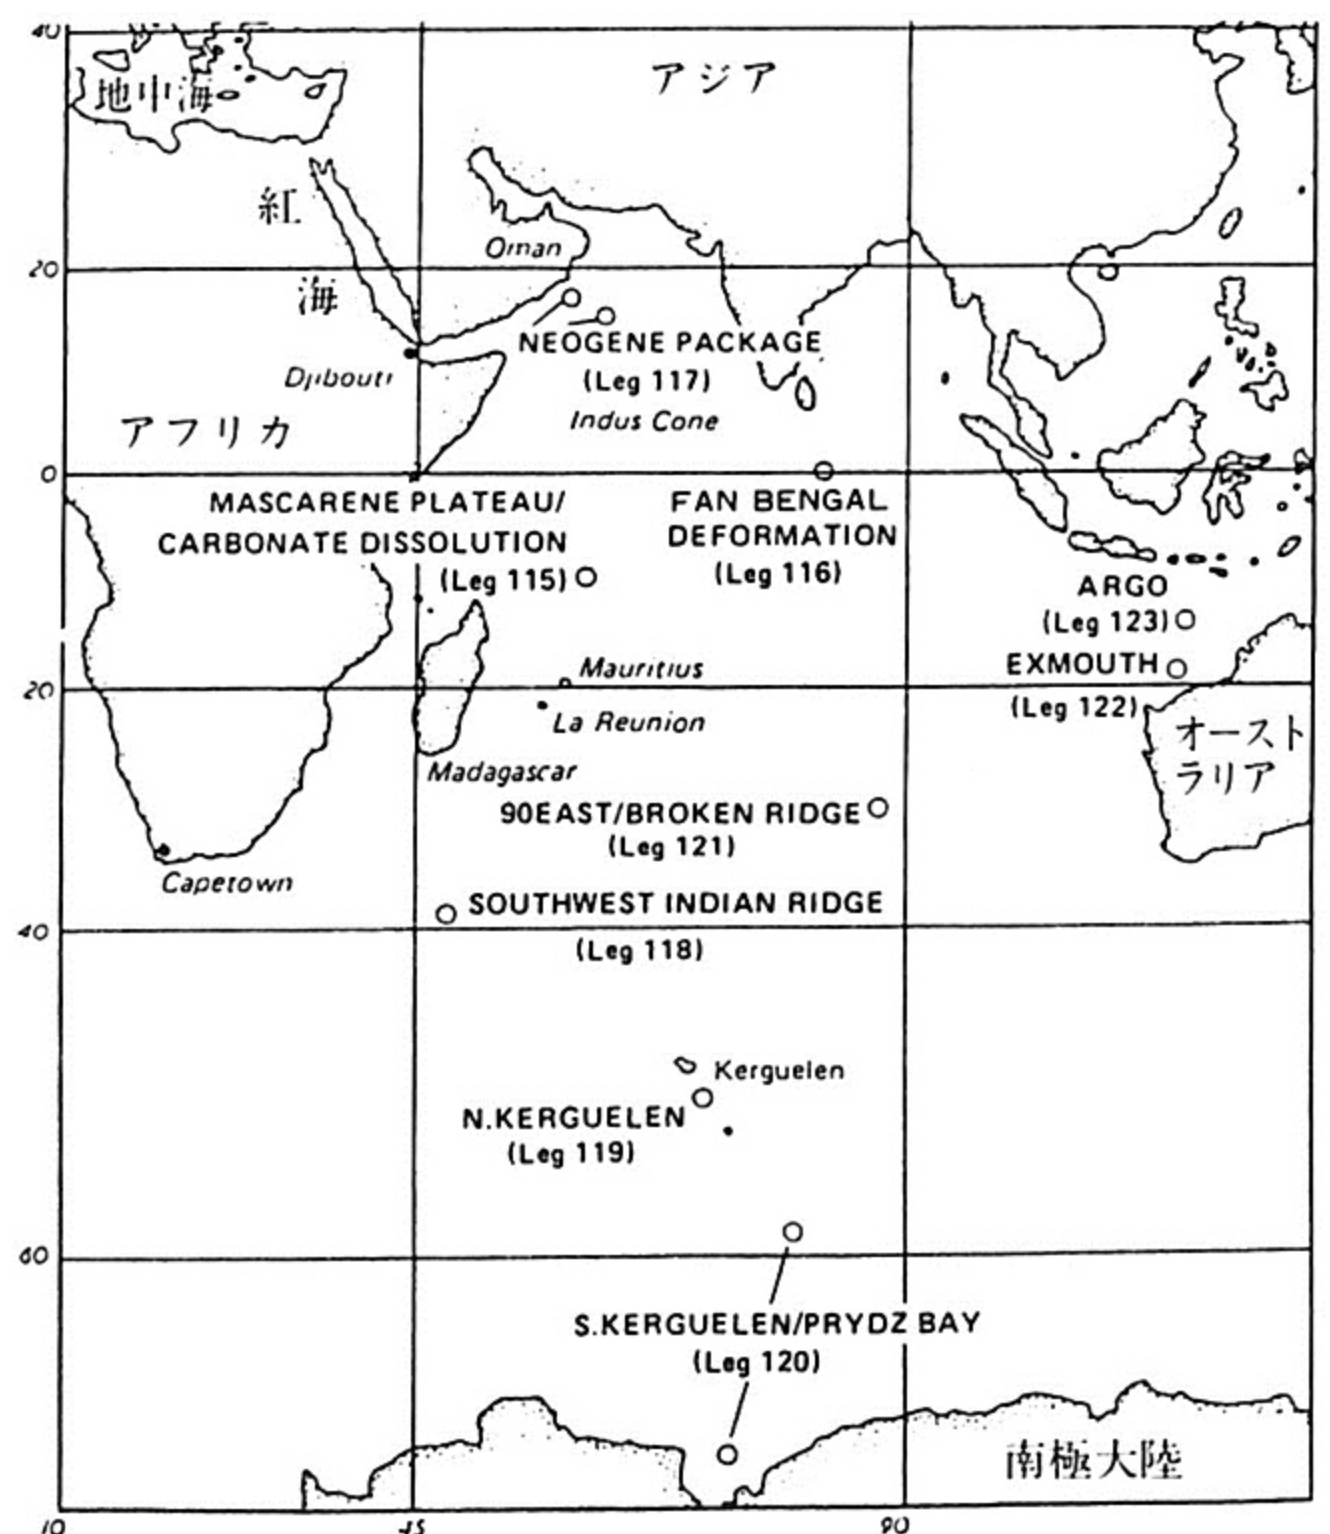 40
地中海
アジア
紅
Oman
20
海
NEOGENE PACKAGE
(Leg 117)
Djibouti
Indus Cone
アフリカ
0
MASCARENE PLATEAU/
CARBONATE DISSOLUTION
(Leg 115)
FAN BENGAL
DEFORMATION
(Leg 116)
ARGO
(Leg 123)
EXMOUTH
(Leg 122)
Mauritius
20
La Reunion
オースト
ラリア
Madagascar
90EAST/BROKEN RIDGE
(Leg 121)
Capetown
SOUTHWEST INDIAN RIDGE
40
(Leg 118)
Kerguelen
N.KERGUELEN
(Leg 119)
60
S.KERGUELEN/PRYDZ BAY
(Leg 120)
南極大陸
10
45
90